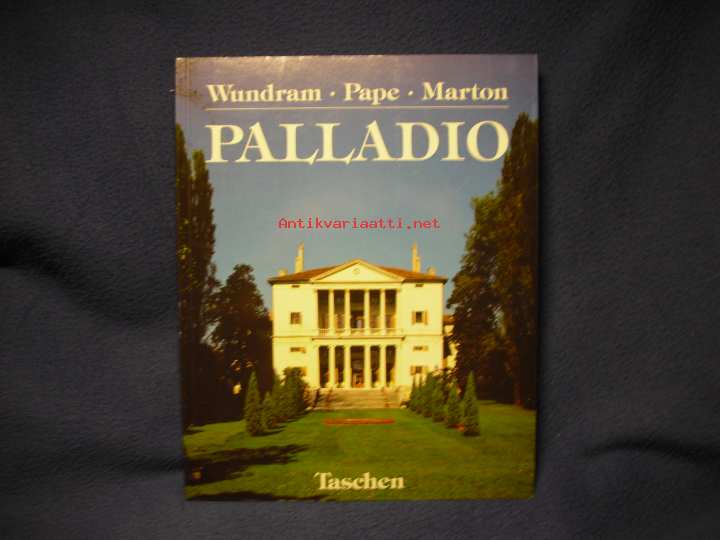 Wundram · Pape · Marton
PALLADIO
Antikvariaatti.net
Taschen